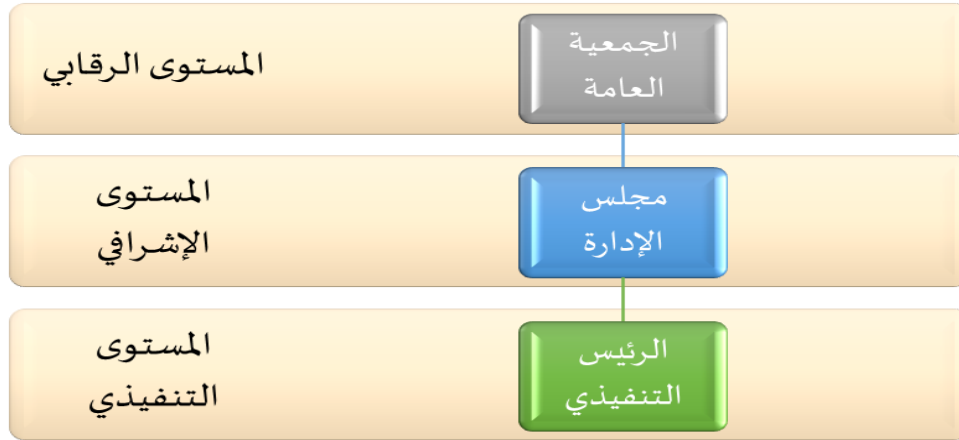 الجمعية
العامة
المستوى الرقابي
مجلس
الإدارة
المستوى
الإشرافي
الرئيس
التنفيذي
المستوى
التنفيذي